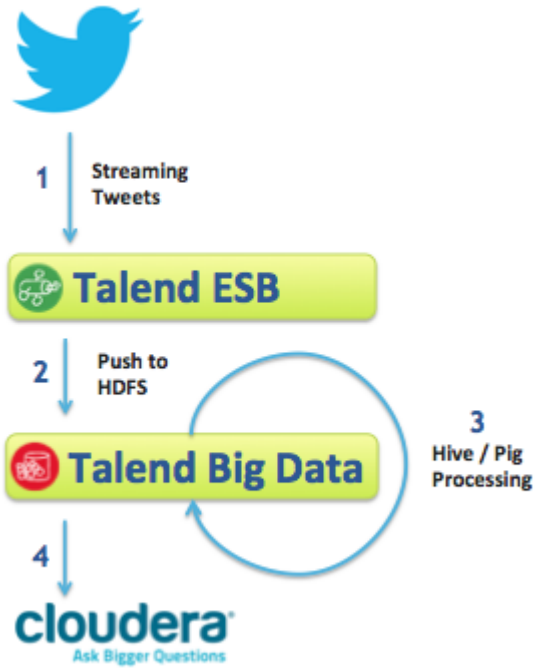 1
Streaming
Tweets
Talend ESB
2
Push to
HDFS
3
Hive / Pig
Processing
Talend Big Data
4
cloudera
Ask Bigger Questions